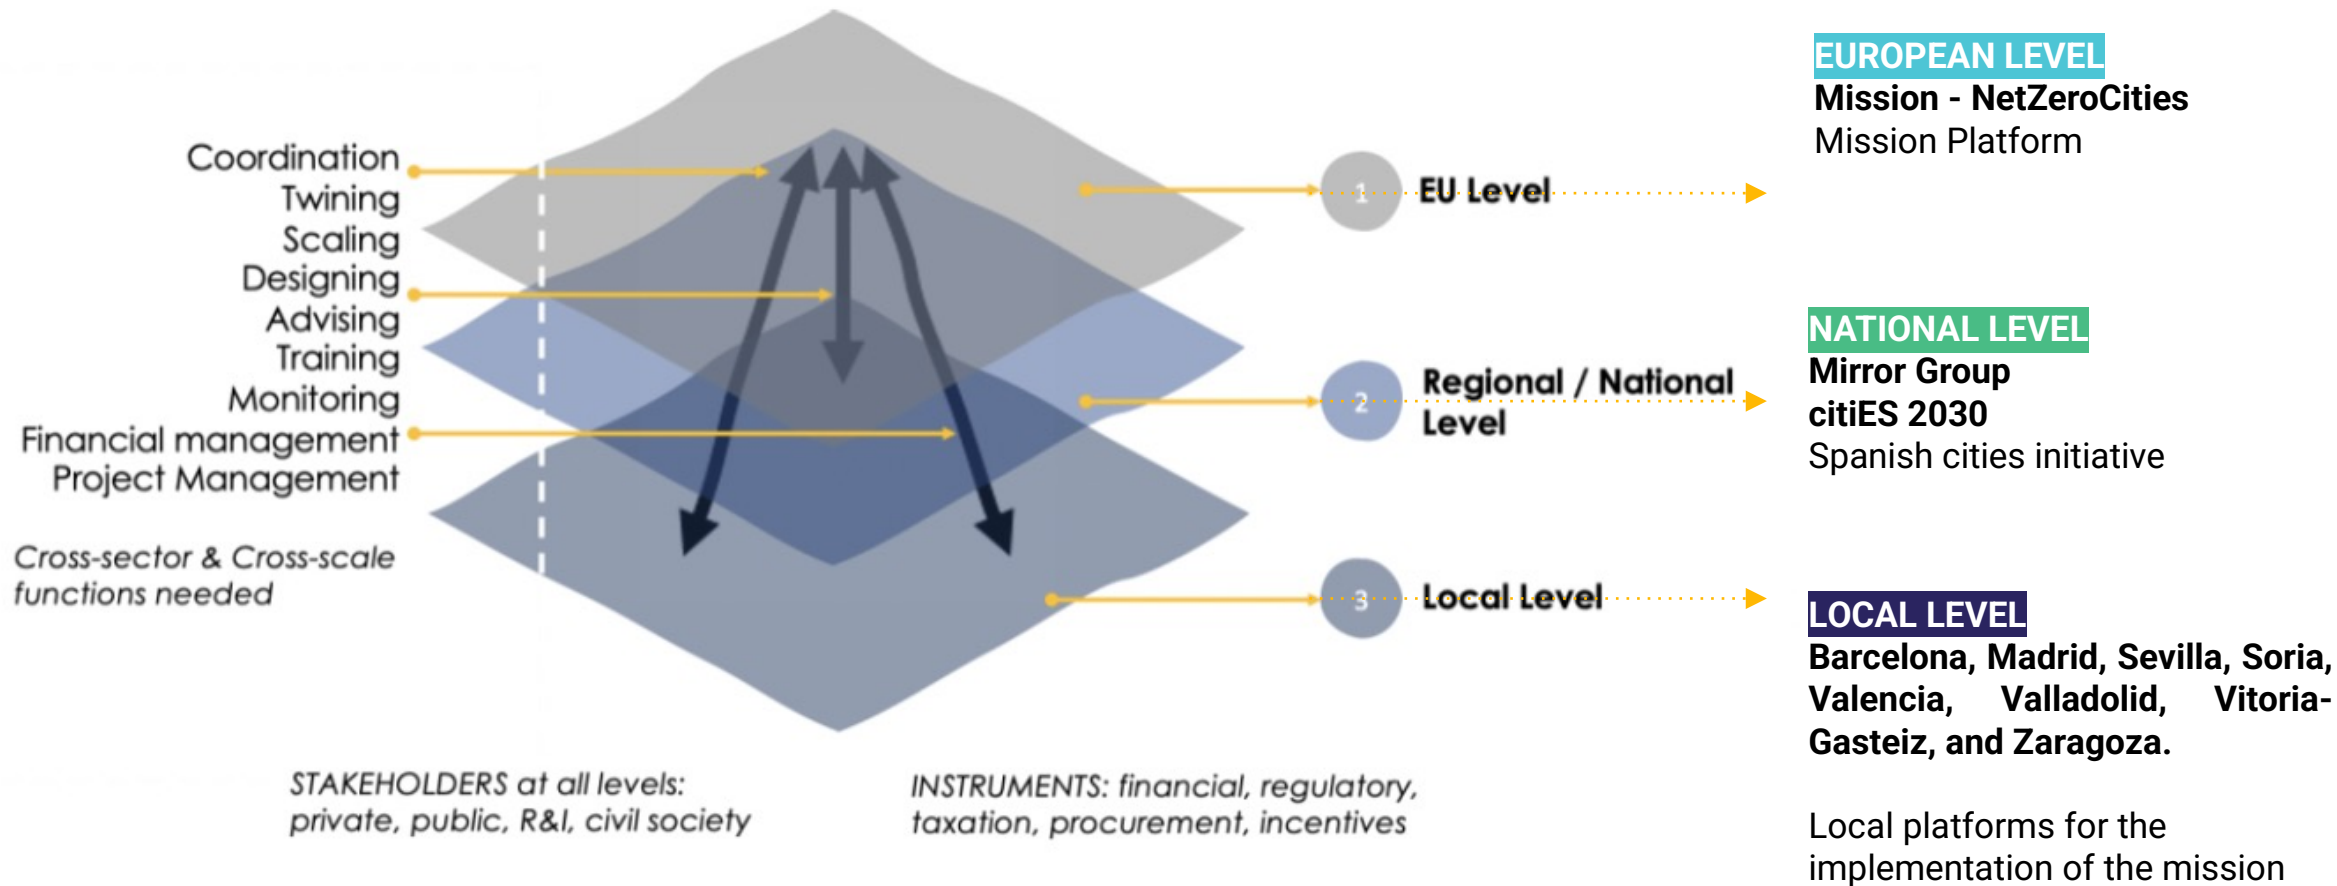 Coordination
Twining
Scaling
Designing
Advising
Training
Monitoring
Financial management
Project Management
Cross-sector & Cross-scale
functions needed
STAKEHOLDERS at all levels:
private, public, R&I, civil society
INSTRUMENTS: financial, regulatory,
taxation, procurement, incentives
1
EU Level
2
Regional / National
Level
3
Local Level
EUROPEAN LEVEL
Mission - NetZeroCities
Mission Platform
NATIONAL LEVEL
Mirror Group
citiES 2030
Spanish cities initiative
LOCAL LEVEL
Barcelona, Madrid, Sevilla, Soria,
Valencia, Valladolid, Vitoria-
Gasteiz, and Zaragoza.
Local platforms for the
implementation of the mission